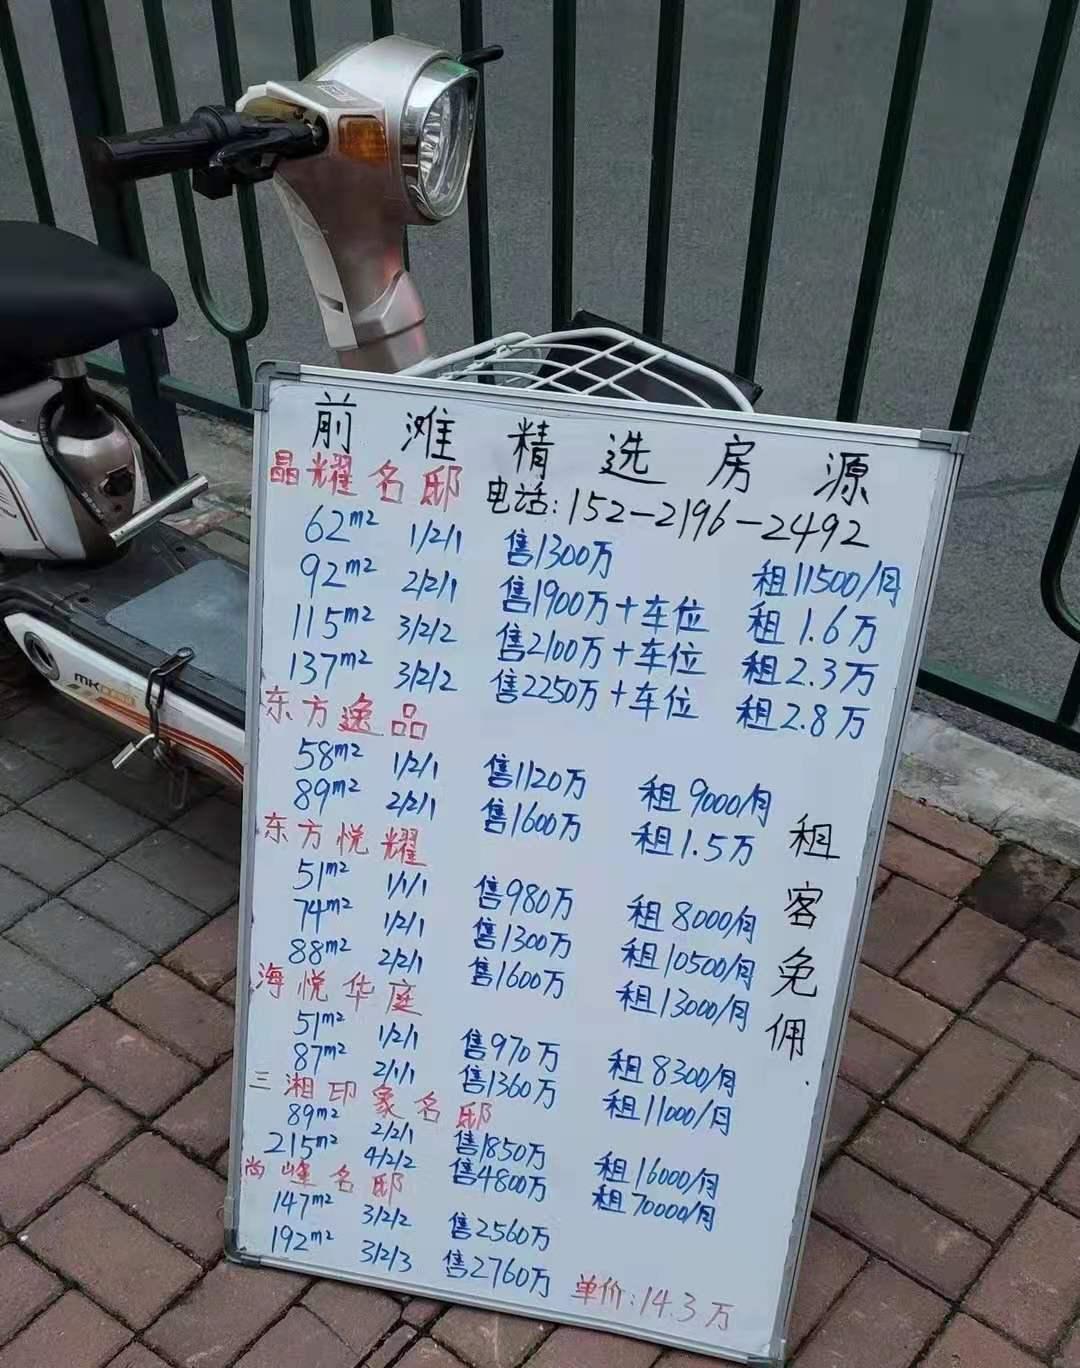 前滩精选房源
晶耀名邸 电话:152-2196-2492
62m² 1/2/1 售1300万 租11500/月
92m² 2/2/1 售1900万+车位 租1.6万
115m² 3/2/2 售2100万+车位 租2.3万
137m² 3/2/2 售2250万+车位 租2.8万
东方逸品
58m² 1/2/1 售1120万 租9000/月
89m² 2/2/1 售1600万 租1.5万
东方悦耀
51m² 1/1/1 售980万 租8000/月
74m² 1/2/1 售1300万 租10500/月
88m² 2/2/1 售1600万 租13000/月
海悦华庭
51m² 1/2/1 售970万 租8300/月
87m² 2/1/1 售1360万 租11000/月
三湘印象名邸
89m² 2/2/1 售1850万 租16000/月
215m² 4/2/2 售4800万 租70000/月
尚峰名邸
147m² 3/2/2 售2560万
192m² 3/2/3 售2760万 单价:14.3万
租客免佣.